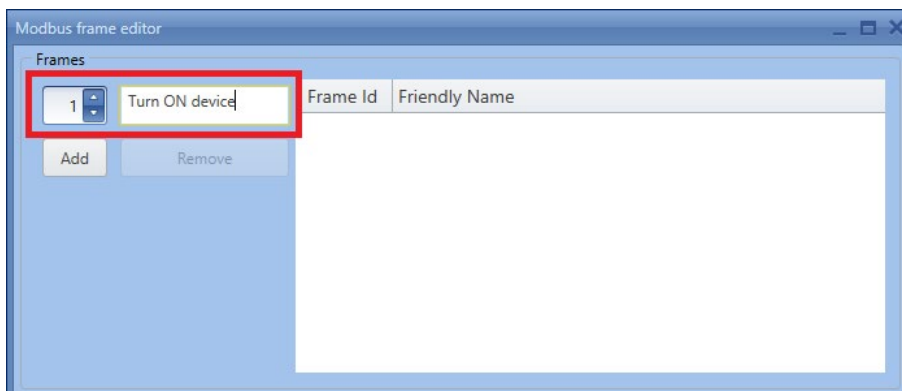 Modbus frame editor
Frames
1 Turn ON device Frame Id Friendly Name
Add Remove